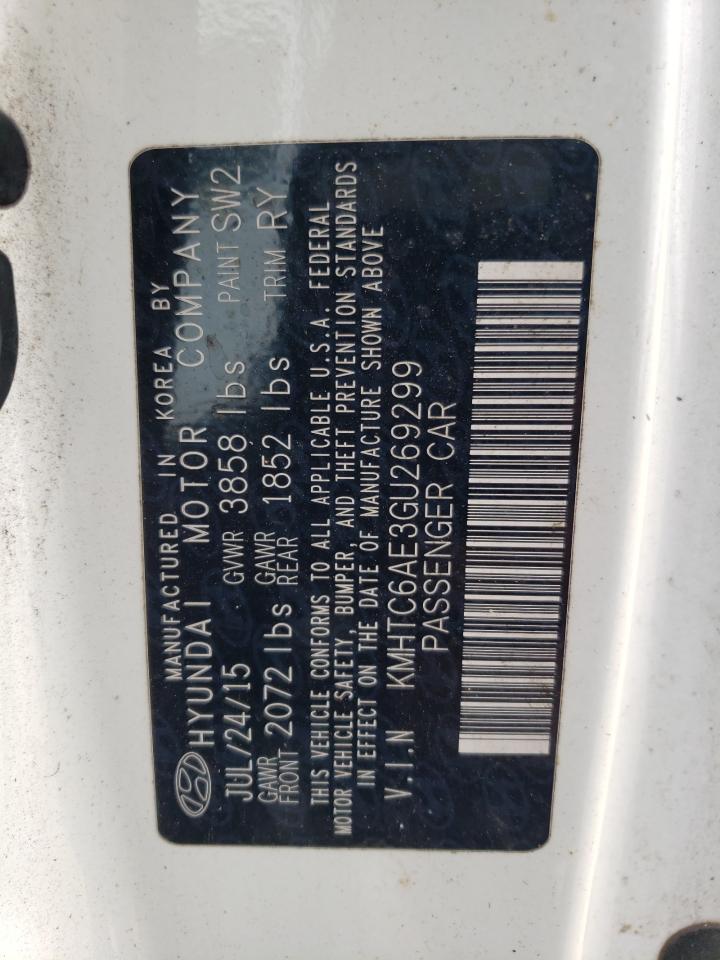 MANUFACTURED IN KOREA BY
HYUNDAI MOTOR COMPANY
JUL/24/15 GVWR 3858 lbs PAINT SW2
GAWR FRONT 2072 lbs GAWR REAR 1852 lbs TRIM RY
THIS VEHICLE CONFORMS TO ALL APPLICABLE U.S.A. FEDERAL
MOTOR VEHICLE SAFETY, BUMPER, AND THEFT PREVENTION STANDARDS
IN EFFECT ON THE DATE OF MANUFACTURE SHOWN ABOVE
V.I.N KMHTC6AE3GU269299
PASSENGER CAR